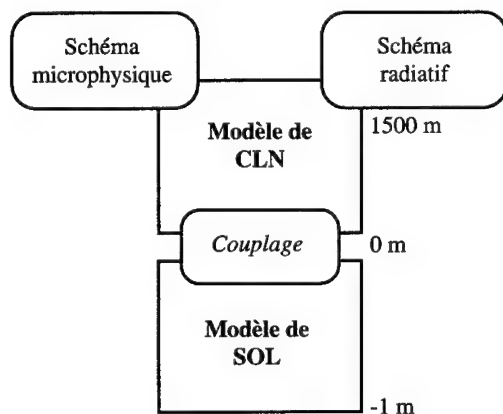 Schéma
microphysique
Schéma
radiatif
1500 m
Modèle de
CLN
Couplage
0 m
Modèle de
SOL
-1 m